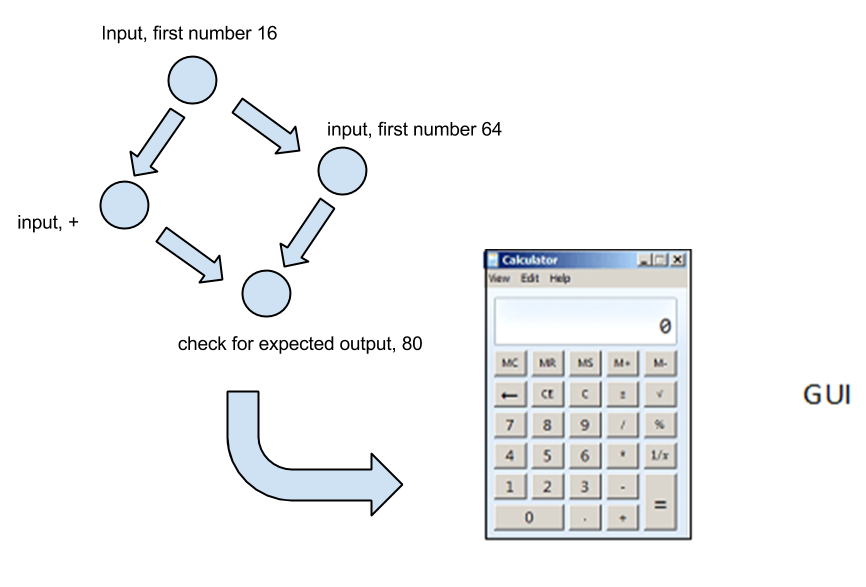 Input, first number 16
input, first number 64
input, +
check for expected output, 80
Calculator
View Edit Help
0
MC MR MS M+ M-
← CE C ± √
7 8 9 / %
4 5 6 * 1/x
1 2 3 - =
0 . +
GUI